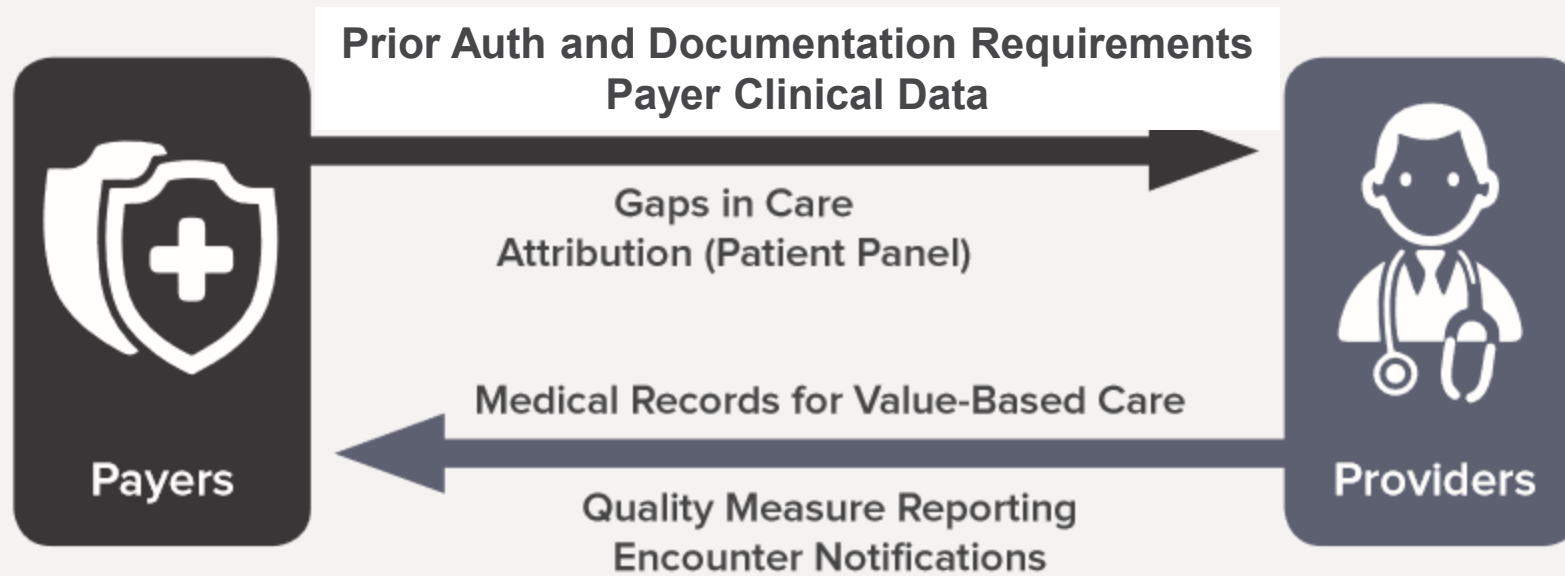 Prior Auth and Documentation Requirements
Payer Clinical Data
Gaps in Care
Attribution (Patient Panel)
Medical Records for Value-Based Care
Payers
Providers
Quality Measure Reporting
Encounter Notifications